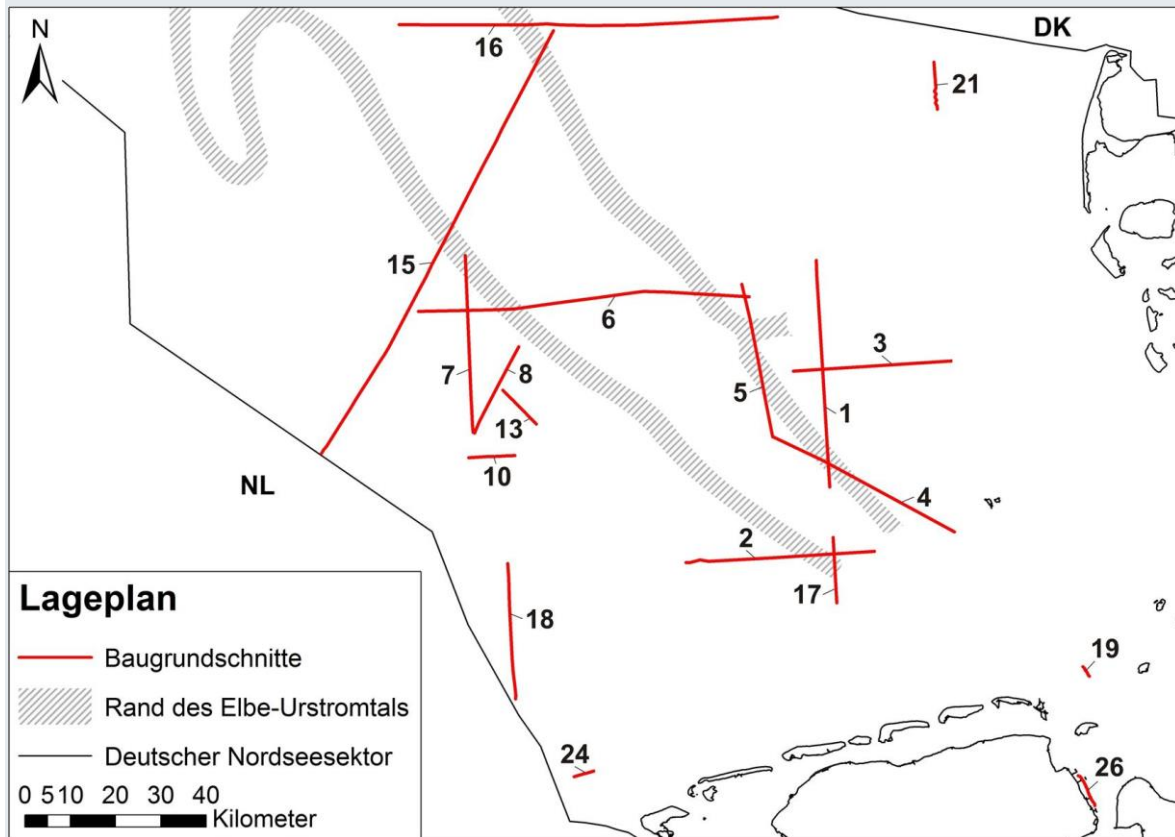 N
DK
16
21
15
6
3
7
8
5
1
13
NL
10
4
2
17
18
19
24
26
Lageplan
Baugrundschnitte
Rand des Elbe-Urstromtals
Deutscher Nordseesektor
0 5 10 20 30 40
Kilometer